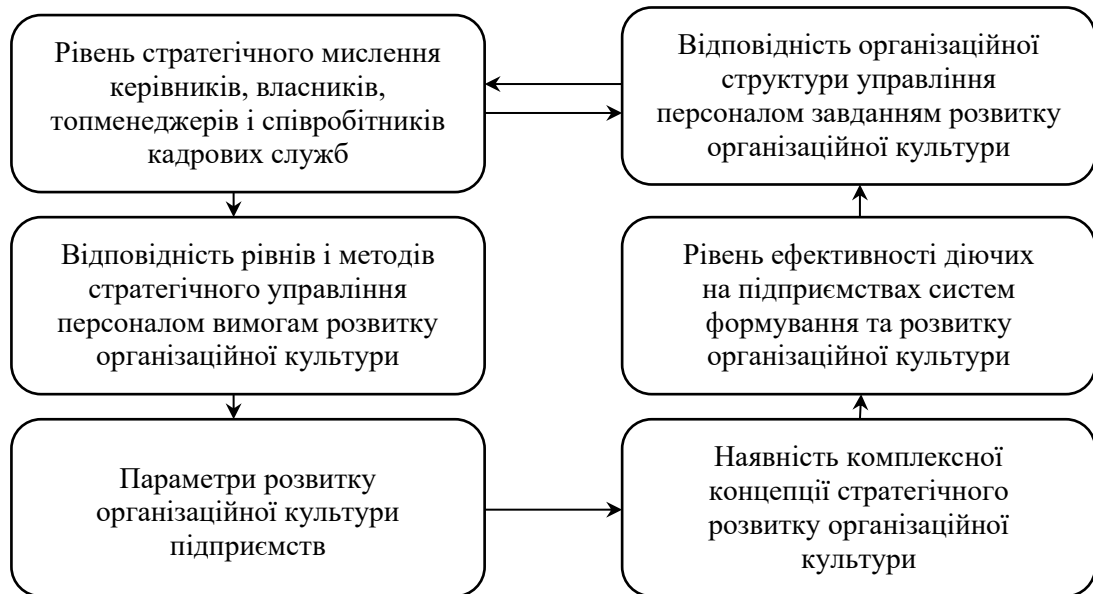 Рівень стратегічного мислення
керівників, власників,
топменеджерів і співробітників
кадрових служб
Відповідність організаційної
структури управління
персоналом завданням розвитку
організаційної культури
Відповідність рівнів і методів
стратегічного управління
персоналом вимогам розвитку
організаційної культури
Рівень ефективності діючих
на підприємствах систем
формування та розвитку
організаційної культури
Параметри розвитку
організаційної культури
підприємств
Наявність комплексної
концепції стратегічного
розвитку організаційної
культури